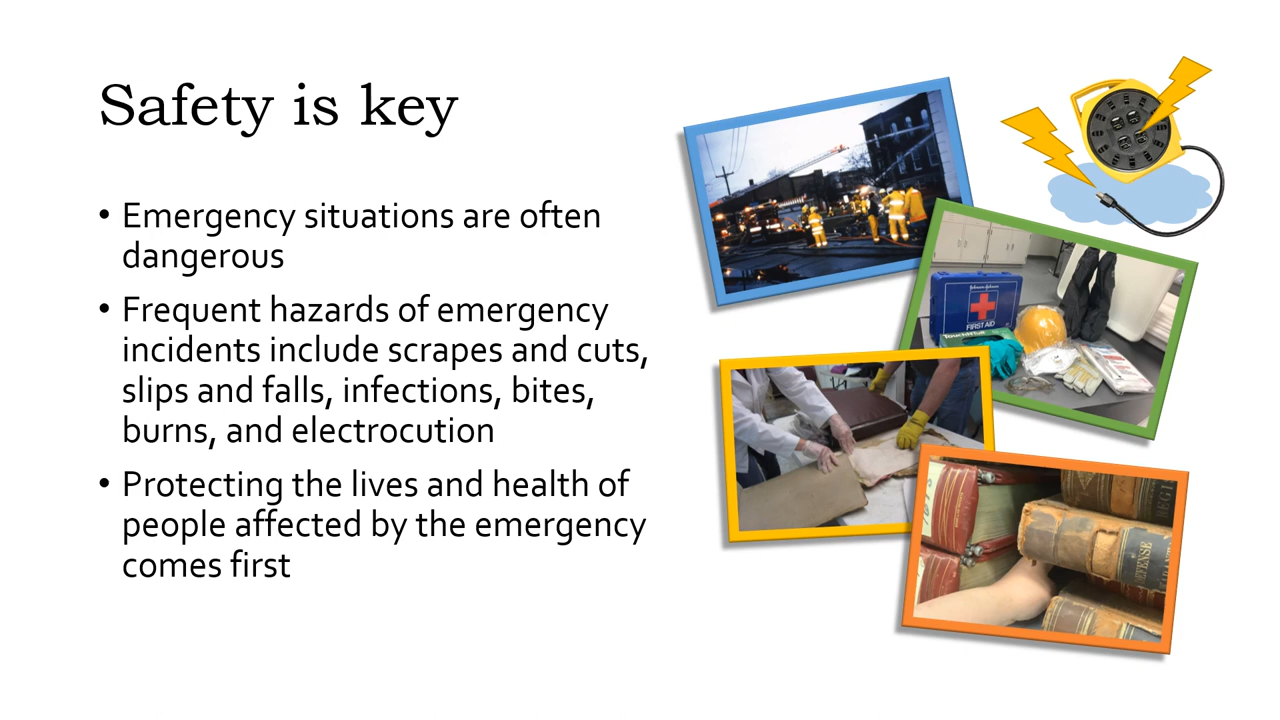 Safety is key
• Emergency situations are often
dangerous
• Frequent hazards of emergency
incidents include scrapes and cuts,
slips and falls, infections, bites,
burns, and electrocution
• Protecting the lives and health of
people affected by the emergency
comes first
Johnson & Johnson
FIRST AID